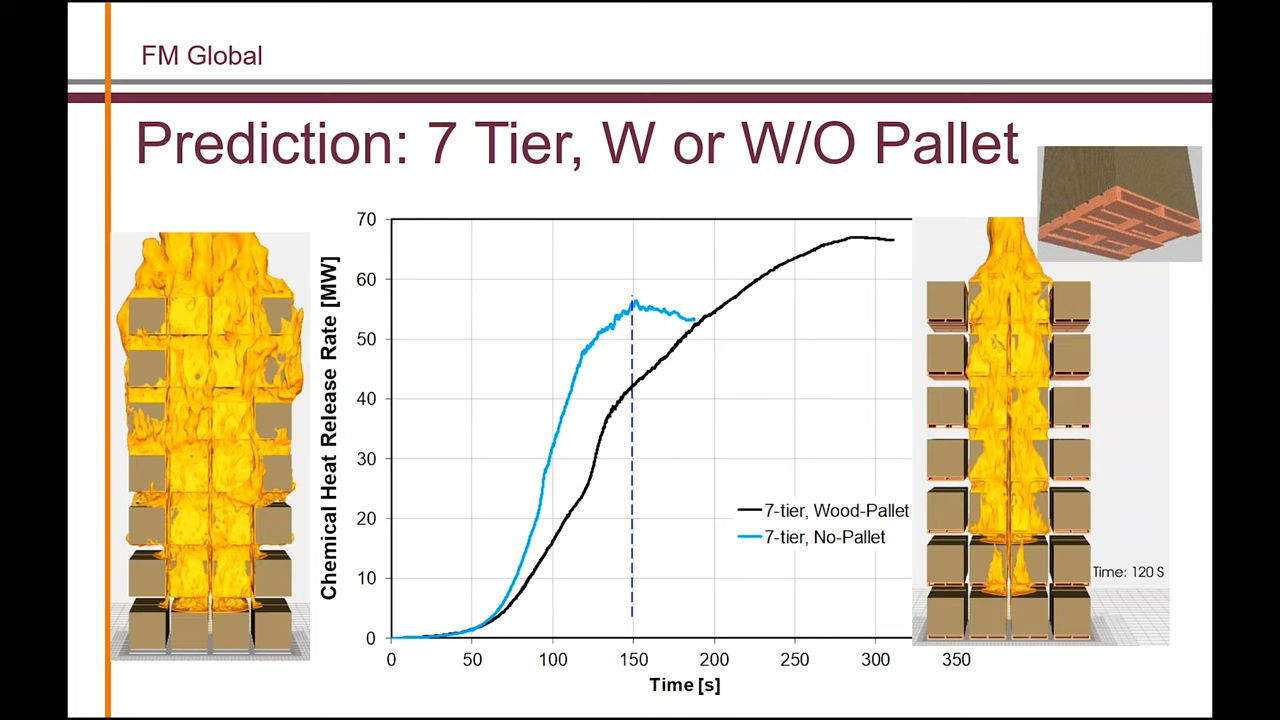 FM Global
Prediction: 7 Tier, W or W/O Pallet
Chemical Heat Release Rate [MW]
70
60
50
40
30
20
10
0
7-tier, Wood-Pallet
7-tier, No-Pallet
Time: 120 S
0 50 100 150 200 250 300 350
Time [s]